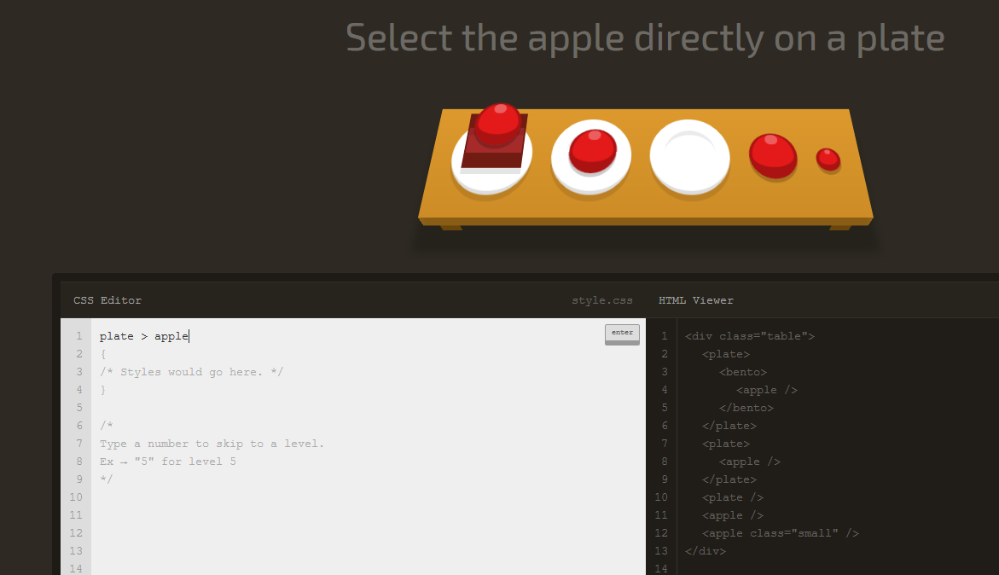 Select the apple directly on a plate
CSS Editor
style.css
1 plate > apple
enter
2 {
3 /* Styles would go here. */
4 }
5
6 /*
7 Type a number to skip to a level.
8 Ex → "5" for level 5
9 */
10
11
12
13
14
HTML Viewer
1 <div class="table">
2 <plate>
3 <bento>
4 <apple />
5 </bento>
6 </plate>
7 <plate>
8 <apple />
9 </plate>
10 <plate />
11 <apple />
12 <apple class="small" />
13 </div>
14